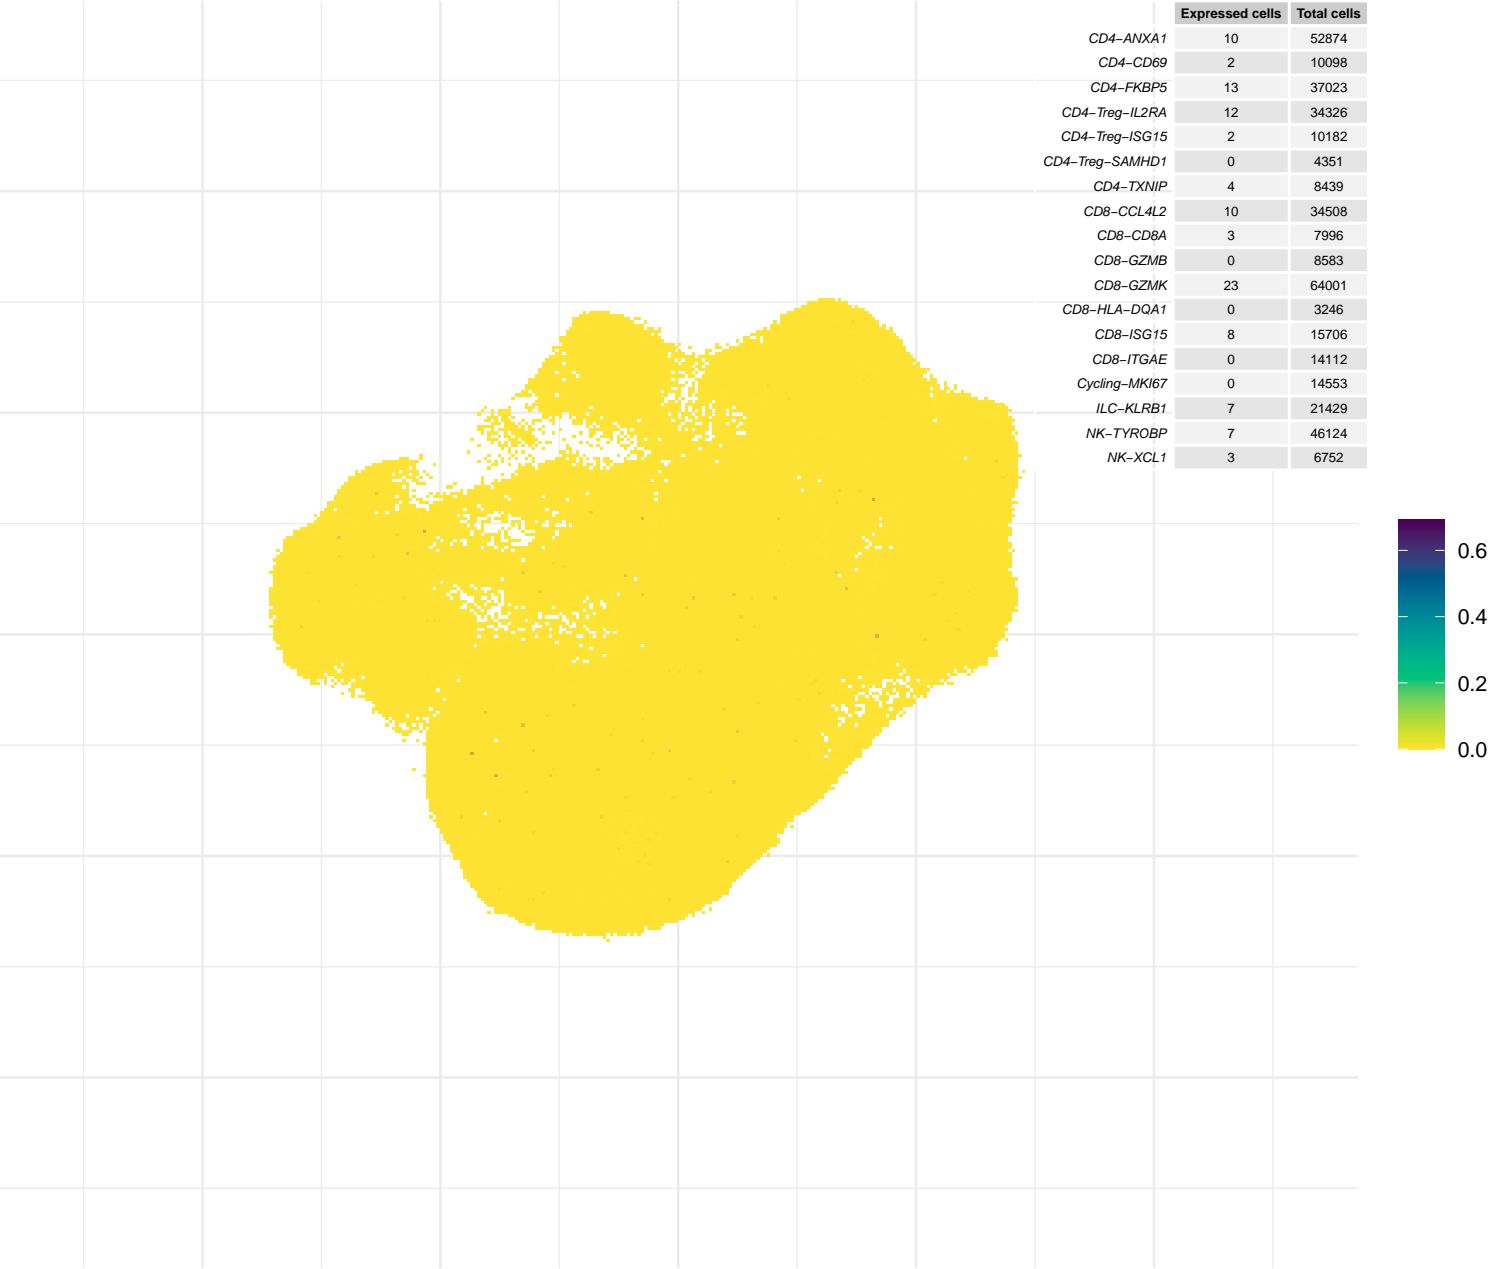 Expressed cells Total cells
CD4−ANXA1 10 52874
CD4−CD69 2 10098
CD4−FKBP5 13 37023
CD4−Treg−IL2RA 12 34326
CD4−Treg−ISG15 2 10182
CD4−Treg−SAMHD1 0 4351
CD4−TXNIP 4 8439
CD8−CCL4L2 10 34508
CD8−CD8A 3 7996
CD8−GZMB 0 8583
CD8−GZMK 23 64001
CD8−HLA−DQA1 0 3246
CD8−ISG15 8 15706
CD8−ITGAE 0 14112
Cycling−MKI67 0 14553
ILC−KLRB1 7 21429
NK−TYROBP 7 46124
NK−XCL1 3 6752
0.6
0.4
0.2
0.0